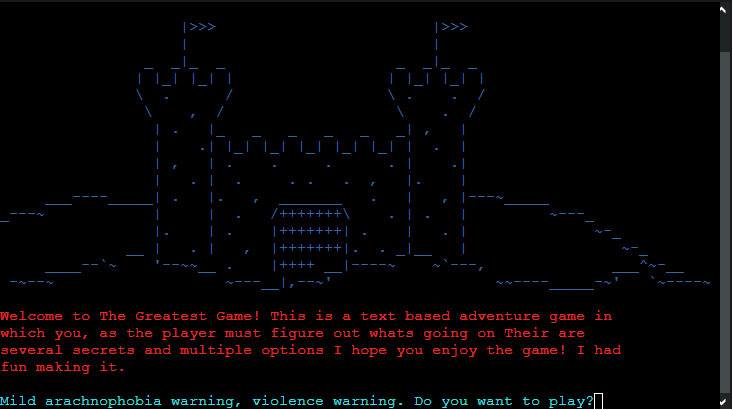 Welcome to The Greatest Game! This is a text based adventure game in
which you, as the player must figure out whats going on Their are
several secrets and multiple options I hope you enjoy the game! I had
fun making it.
Mild arachnophobia warning, violence warning. Do you want to play?